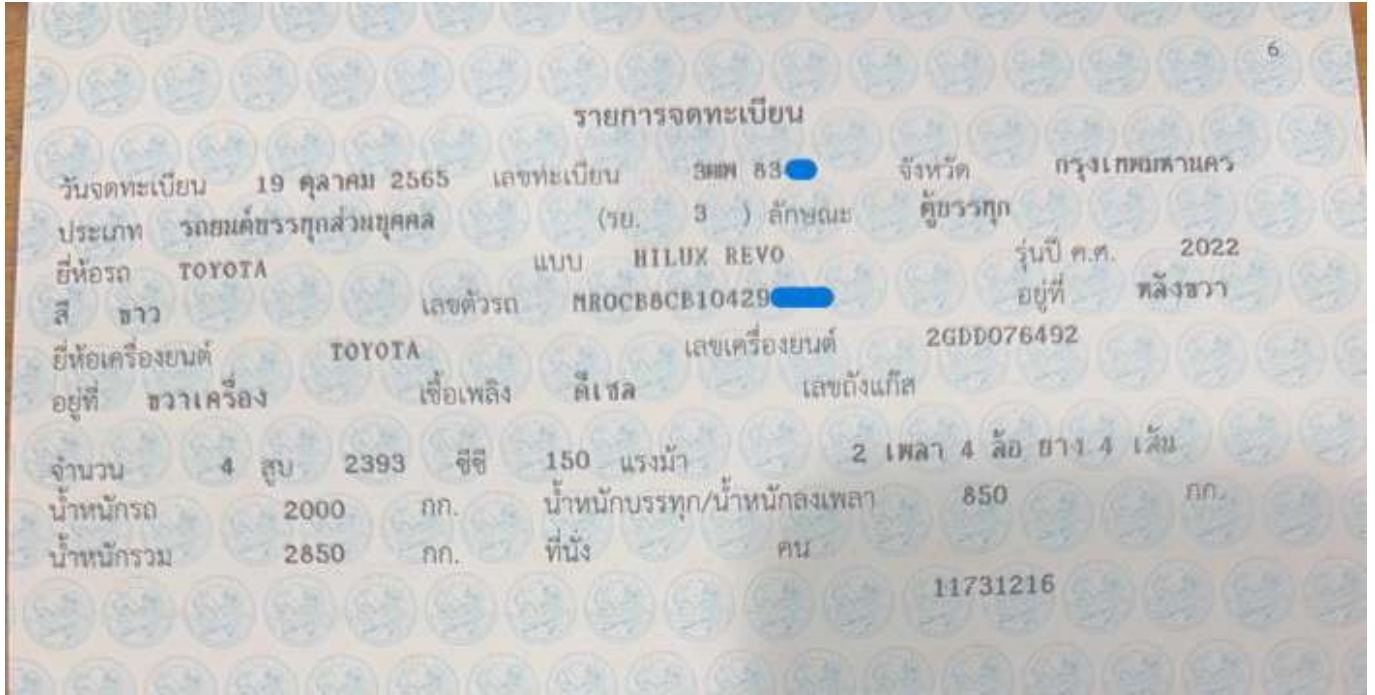 6
รายการจดทะเบียน
วันจดทะเบียน 19 ตุลาคม 2565 เลขทะเบียน 83 จังหวัด กรุงเทพมหานคร
ประเภท รถยนต์บรรทุกส่วนบุคคล (รย. 3 ) ลักษณะ ตู้บรรทุก
ยี่ห้อรถ TOYOTA แบบ HILUX REVO รุ่นปี ค.ศ. 2022
สี ขาว เลขตัวรถ MR0CB8CB10429 อยู่ที่ หลังขวา
ยี่ห้อเครื่องยนต์ TOYOTA เลขเครื่องยนต์ 2GDD076492
อยู่ที่ ขวาเครื่อง เชื้อเพลิง ดีเซล เลขถังแก๊ส
จำนวน 4 สูบ 2393 ซีซี 150 แรงม้า 2 เพลา 4 ล้อ ยาง 4 เส้น
น้ำหนักรถ 2000 กก. น้ำหนักบรรทุก/น้ำหนักลงเพลา 850 กก.
น้ำหนักรวม 2850 กก. ที่นั่ง คน
11731216